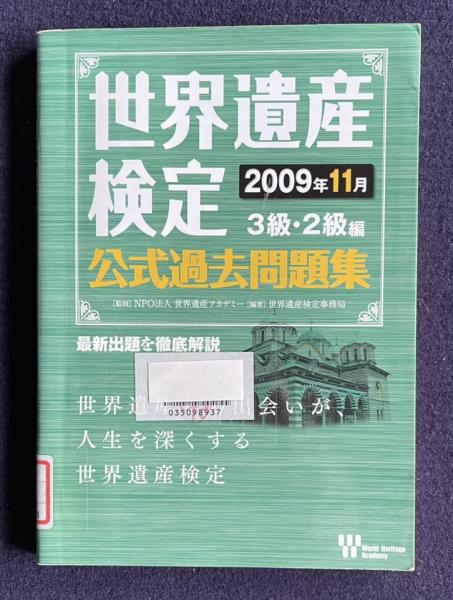 世界遺産
検定
2009年11月
3級・2級編
公式過去問題集
[監修] NPO法人 世界遺産アカデミー [編著] 世界遺産検定事務局
最新出題を徹底解説
035098937
世界遺産 出会いが、
人生を深くする
世界遺産検定
World Heritage
Academy